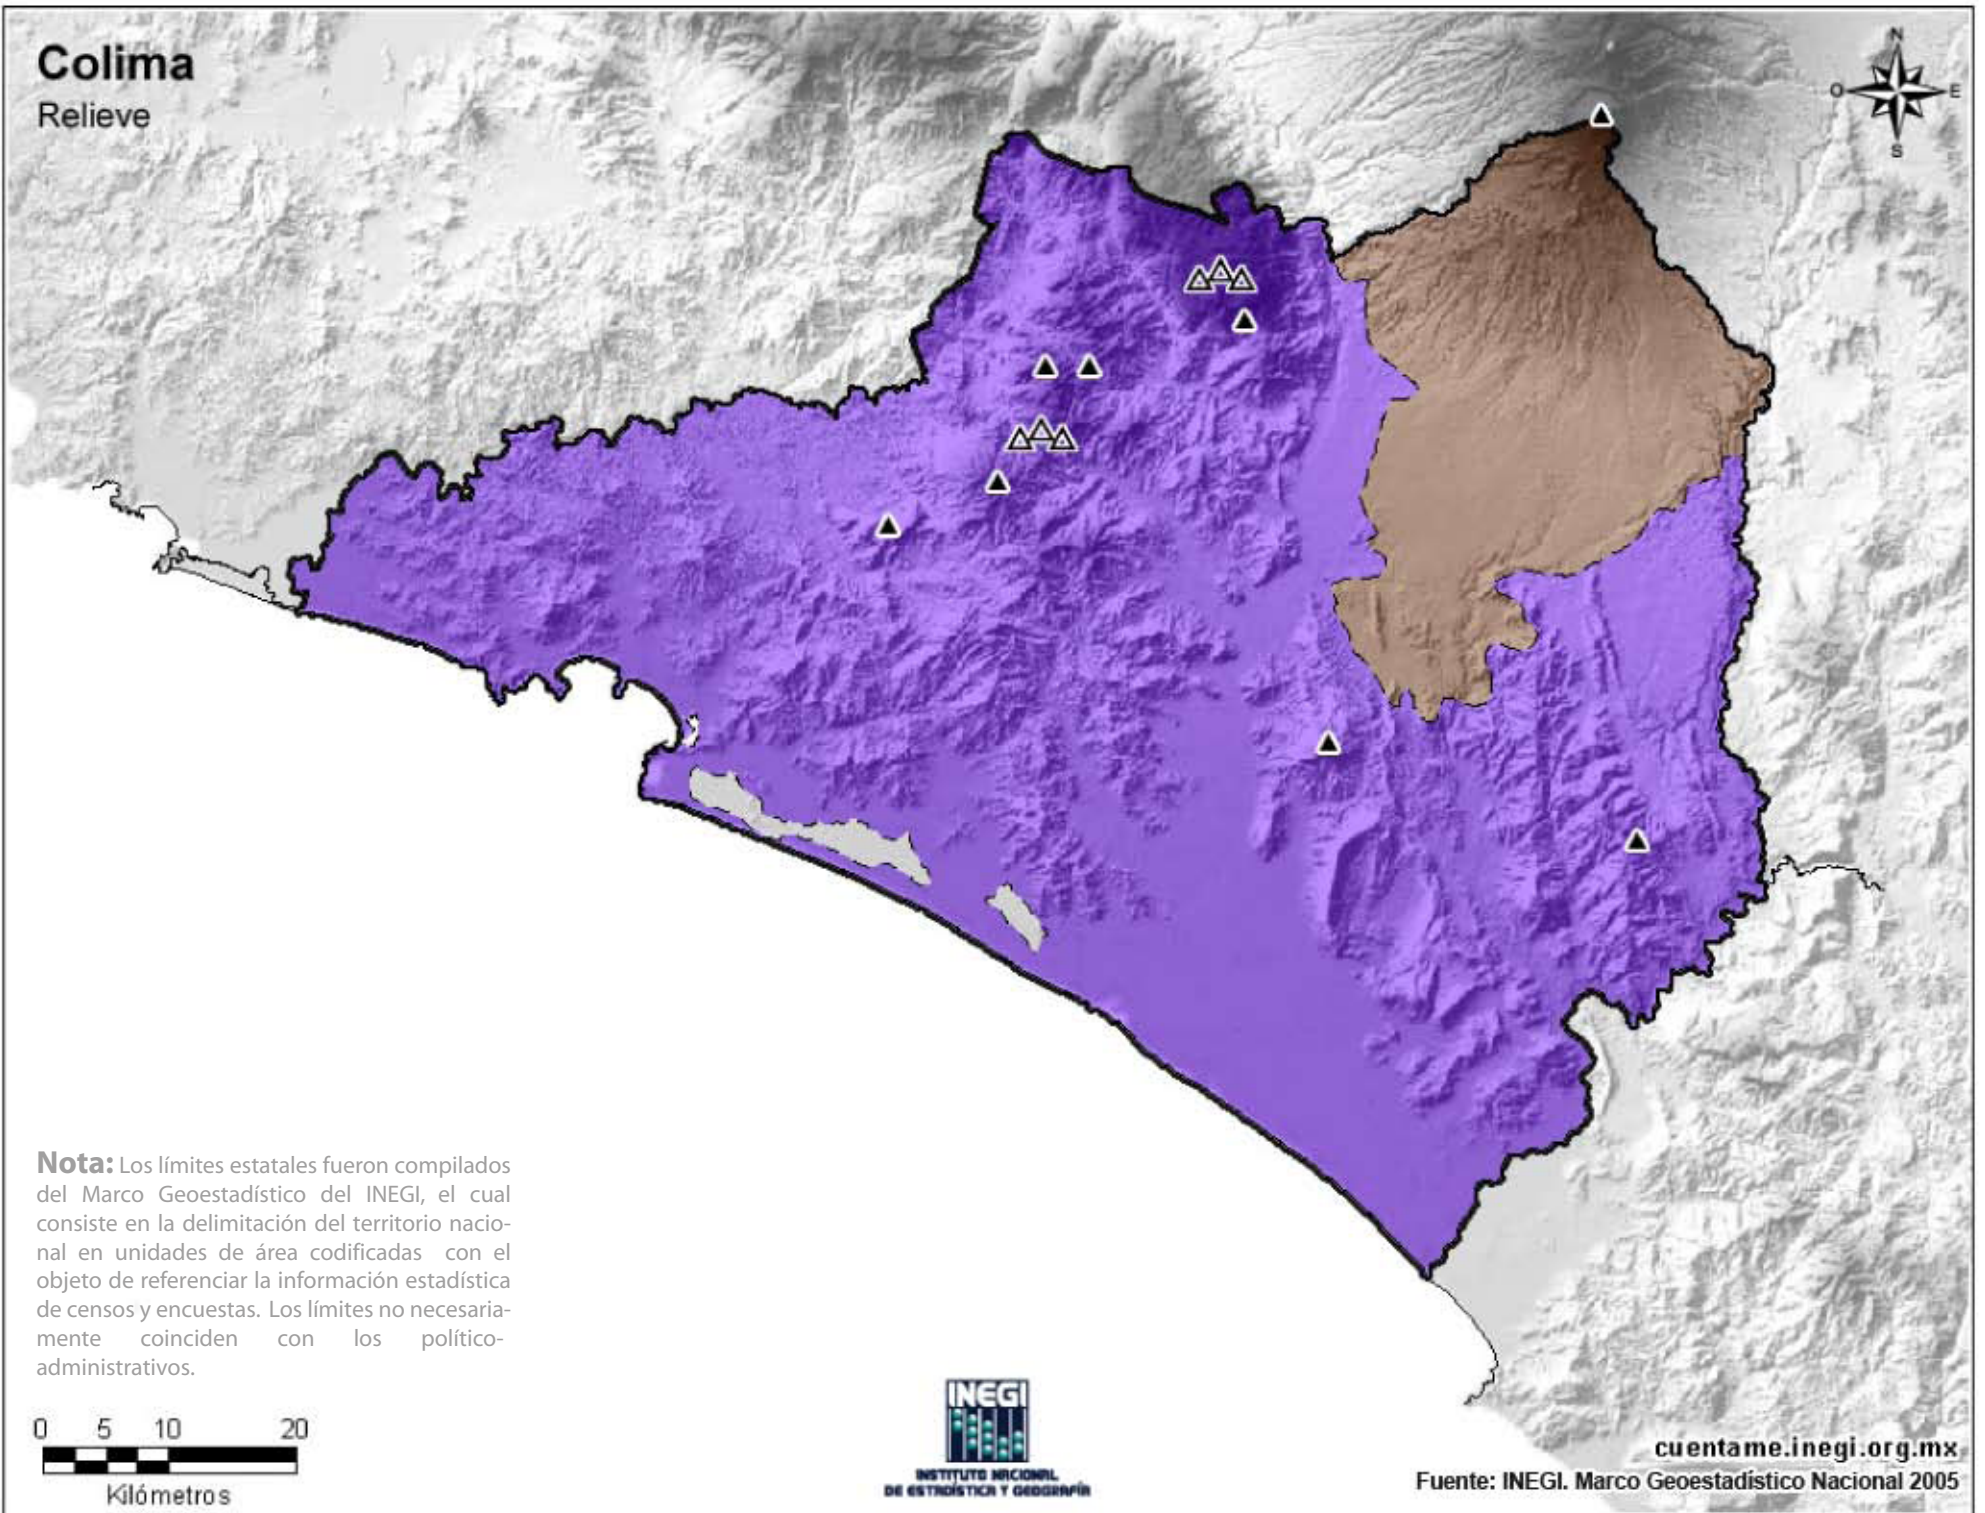 Colima
Relieve
N
O
E
S
Nota: Los límites estatales fueron compilados
del Marco Geoestadístico del INEGI, el cual
consiste en la delimitación del territorio nacio-
nal en unidades de área codificadas con el
objeto de referenciar la información estadística
de censos y encuestas. Los límites no necesaria-
mente coinciden con los político-
administrativos.
0 5 10 20
Kilómetros
INEGI
INSTITUTO NACIONAL
DE ESTADÍSTICA Y GEOGRAFÍA
cuentame.inegi.org.mx
Fuente: INEGI. Marco Geoestadístico Nacional 2005